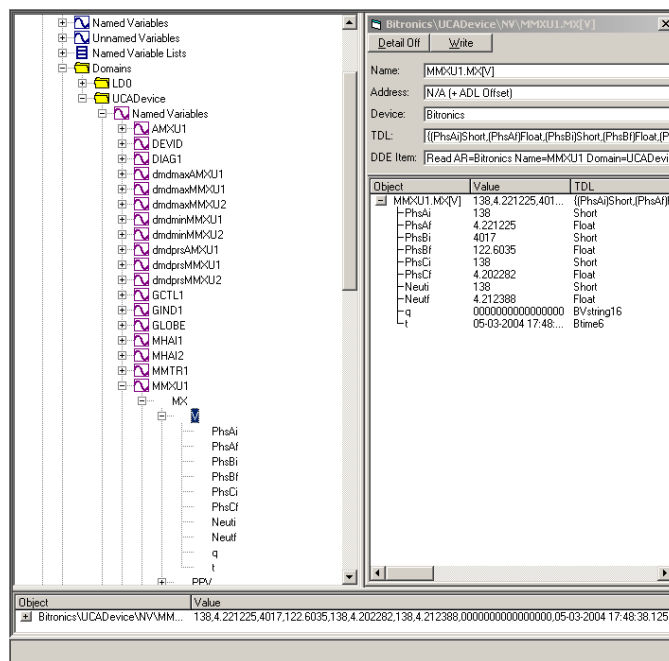 Named Variables
Unnamed Variables
Named Variable Lists
Domains
LD0
UCADevice
Named Variables
AMXU1
DEVID
DIAG1
dmdmaxAMXU1
dmdmaxMMXU1
dmdmaxMMXU2
dmdminMMXU1
dmdminMMXU2
dmdprsAMXU1
dmdprsMMXU1
dmdprsMMXU2
GCTL1
GIND1
GLOBE
MHAI1
MHAI2
MMTR1
MMXU1
MX
V
PhsAi
PhsAf
PhsBi
PhsBf
PhsCi
PhsCf
Neuti
Neutf
q
t
PPV
Bitronics\UCADevice\NV\MMXU1.MX[V]
Detail Off Write
Name: MMXU1.MX[V]
Address: N/A (+ ADL Offset)
Device: Bitronics
TDL: {(PhsAi)Short,(PhsAf)Float,(PhsBi)Short,(PhsBf)Float,(P
DDE Item: Read AR=Bitronics Name=MMXU1 Domain=UCADevi
Object Value TDL
MMXU1.MX[V] 138,4.221225,401... {(PhsAi)Short,(PhsAf)
PhsAi 138 Short
PhsAf 4.221225 Float
PhsBi 4017 Short
PhsBf 122.6035 Float
PhsCi 138 Short
PhsCf 4.202282 Float
Neuti 138 Short
Neutf 4.212388 Float
q 0000000000000000 BVstring16
t 05-03-2004 17:48:... Btime6
Object Value
Bitronics\UCADevice\NV\MM... 138,4.221225,4017,122.6035,138,4.202282,138,4.212388,0000000000000000,05-03-2004 17:48:38.125